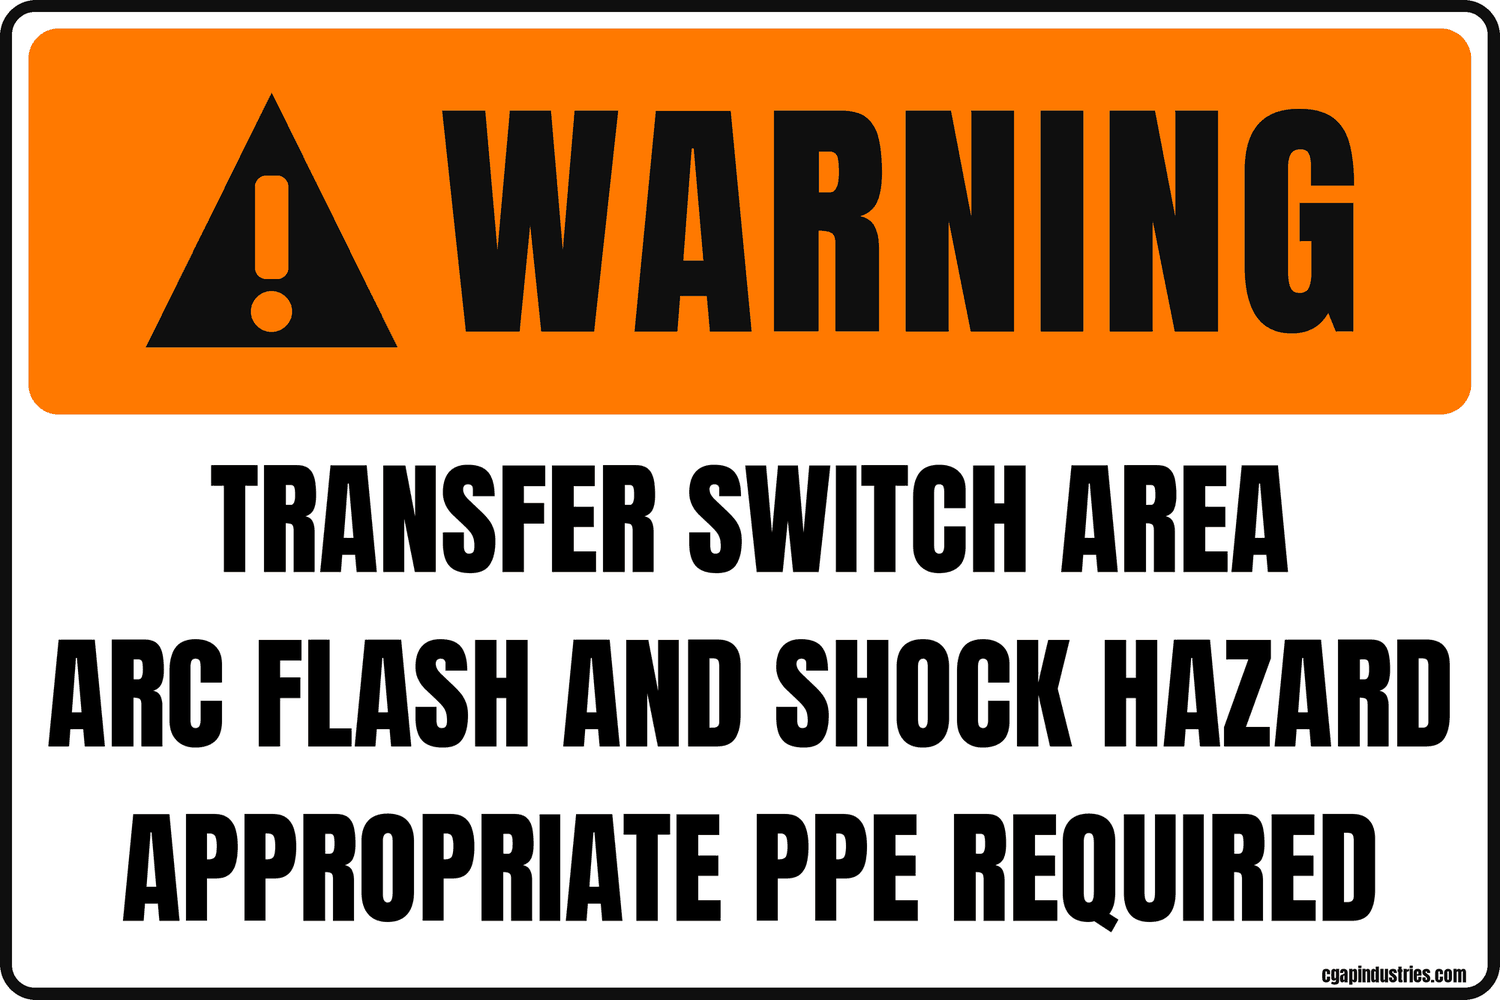 WARNING
TRANSFER SWITCH AREA
ARC FLASH AND SHOCK HAZARD
APPROPRIATE PPE REQUIRED
cgapindustries.com